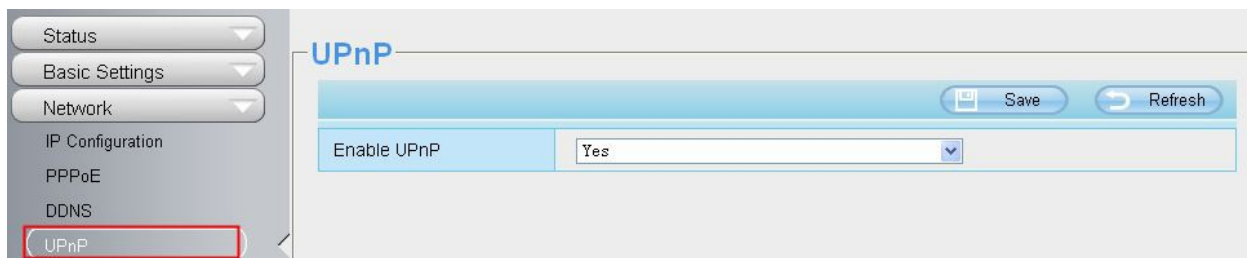 Status
Basic Settings
Network
IP Configuration
PPPoE
DDNS
UPnP
UPnP
Save Refresh
Enable UPnP Yes